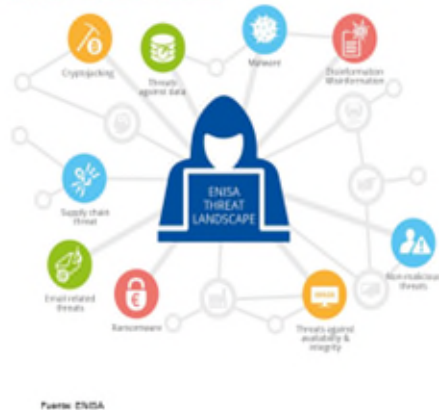 Cryptojacking
Threats
against data
Malware
Disinformation
Misinformation
ENISA
THREAT
LANDSCAPE
Supply chain
threat
Email related
threats
Ransomware
Threats against
availability &
integrity
Non-malicious
threats
Fuente: ENISA